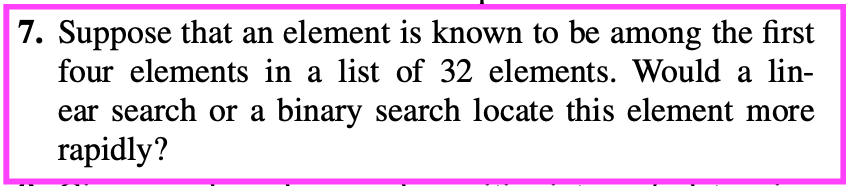 7. Suppose that an element is known to be among the first
four elements in a list of 32 elements. Would a lin-
ear search or a binary search locate this element more
rapidly?